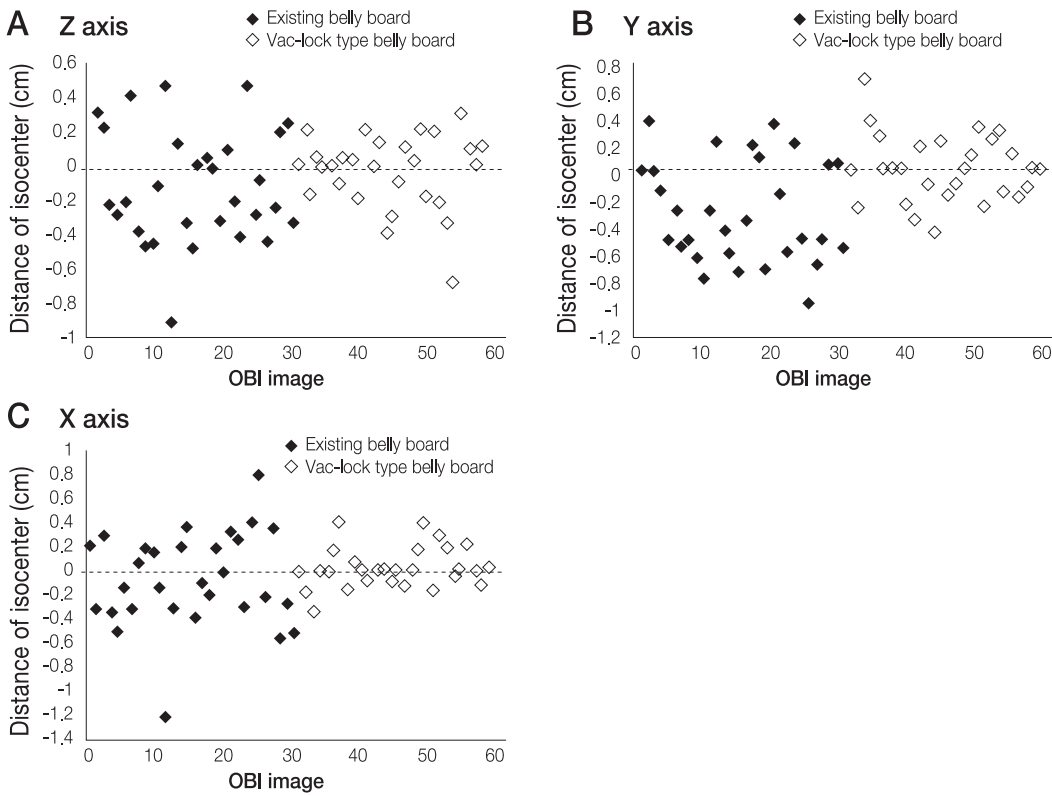 A Z axis
◆ Existing belly board
◇ Vac-lock type belly board
Distance of isocenter (cm)
0.6
0.4
0.2
0
-0.2
-0.4
-0.6
-0.8
-1
0 10 20 30 40 50 60
OBI image
B Y axis
◆ Existing belly board
◇ Vac-lock type belly board
Distance of isocenter (cm)
0.8
0.6
0.4
0.2
0
-0.2
-0.4
-0.6
-0.8
-1
-1.2
0 10 20 30 40 50 60
OBI image
C X axis
◆ Existing belly board
◇ Vac-lock type belly board
Distance of isocenter (cm)
1
0.8
0.6
0.4
0.2
0
-0.2
-0.4
-0.6
-0.8
-1
-1.2
-1.4
0 10 20 30 40 50 60
OBI image